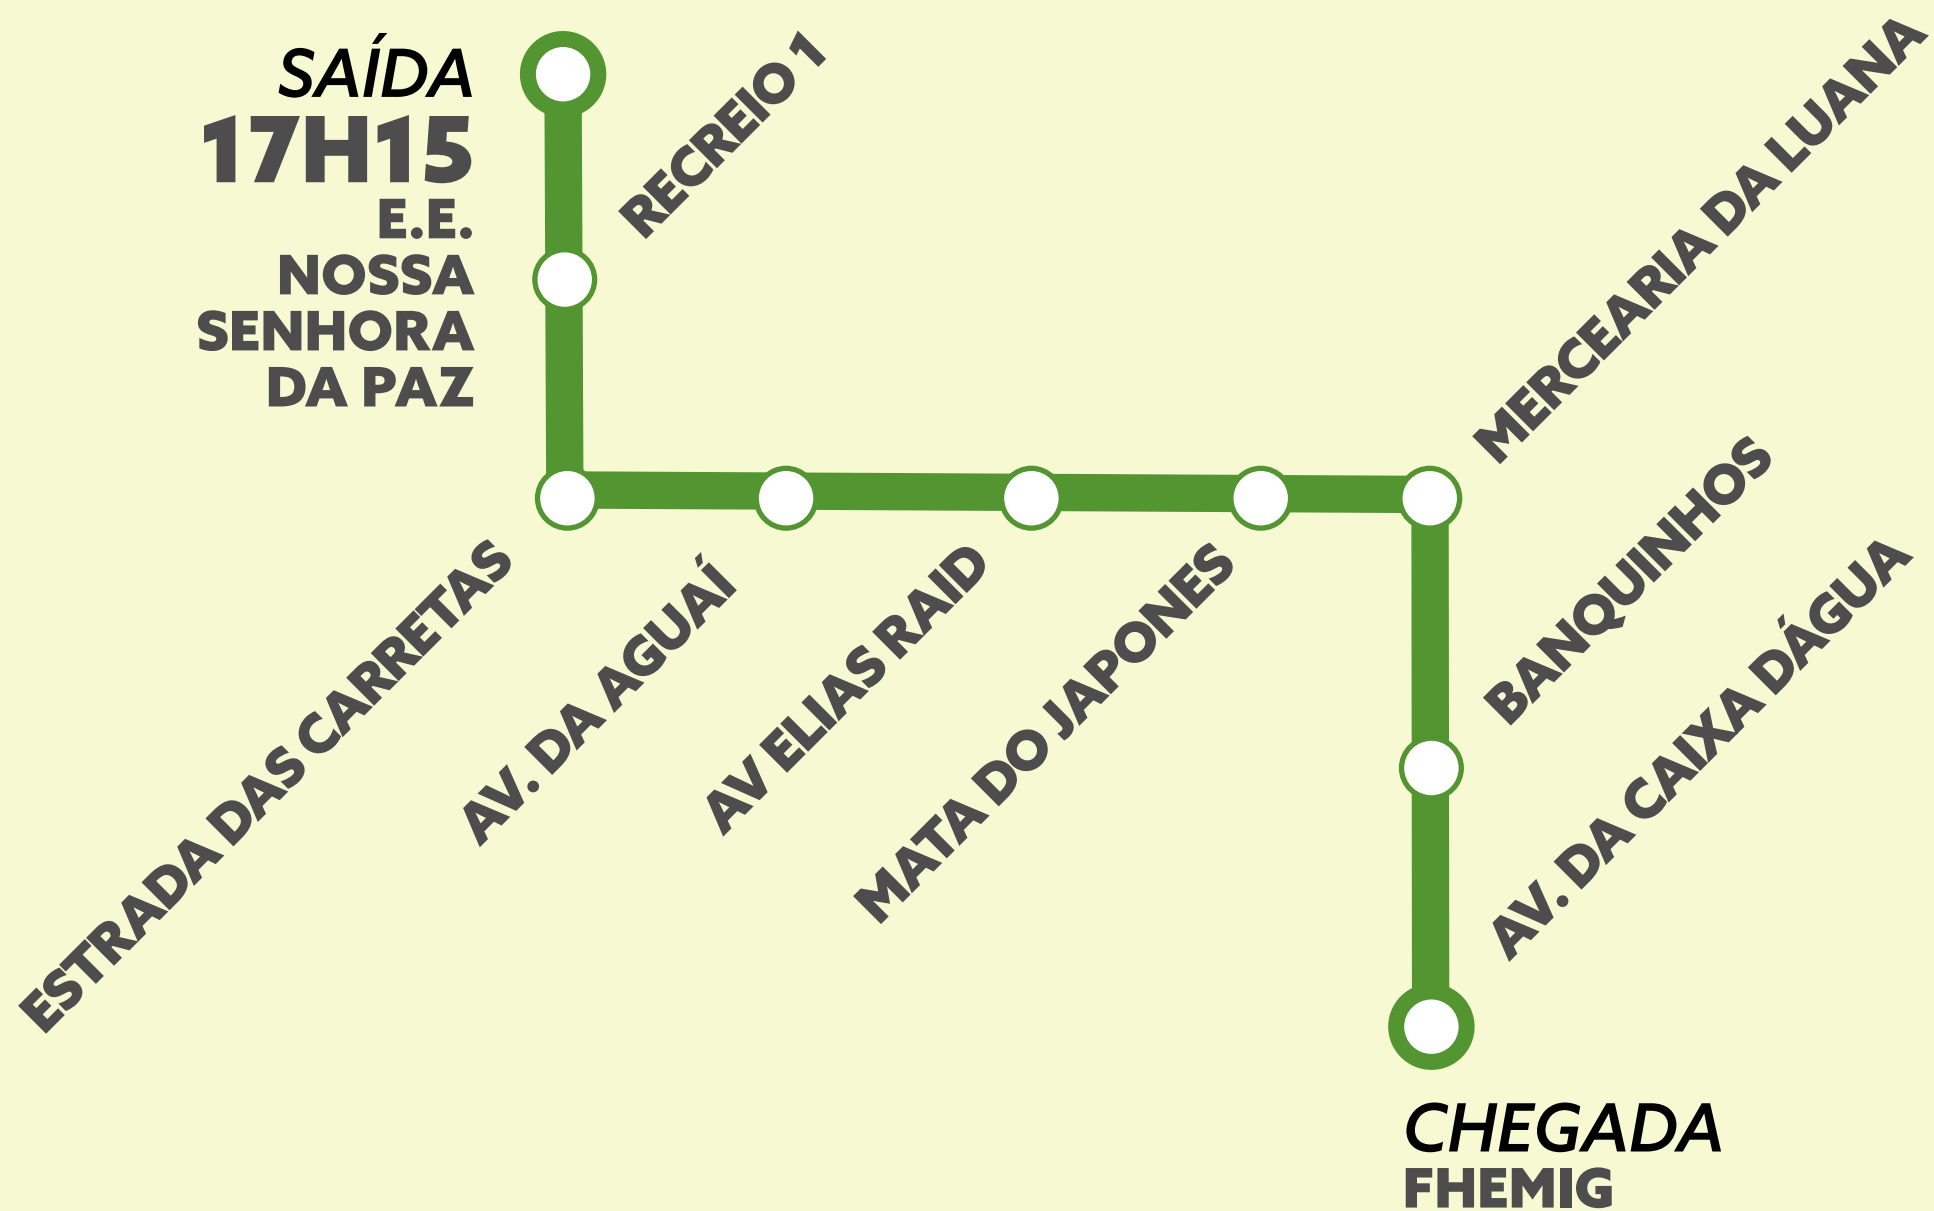 SAÍDA
17H15
E.E.
NOSSA
SENHORA
DA PAZ
RECREIO 1
ESTRADA DAS CARRETAS
AV. DA AGUAÍ
AV ELIAS RAID
MATA DO JAPONES
MERCEARIA DA LUANA
BANQUINHOS
AV. DA CAIXA DÁGUA
CHEGADA
FHEMIG